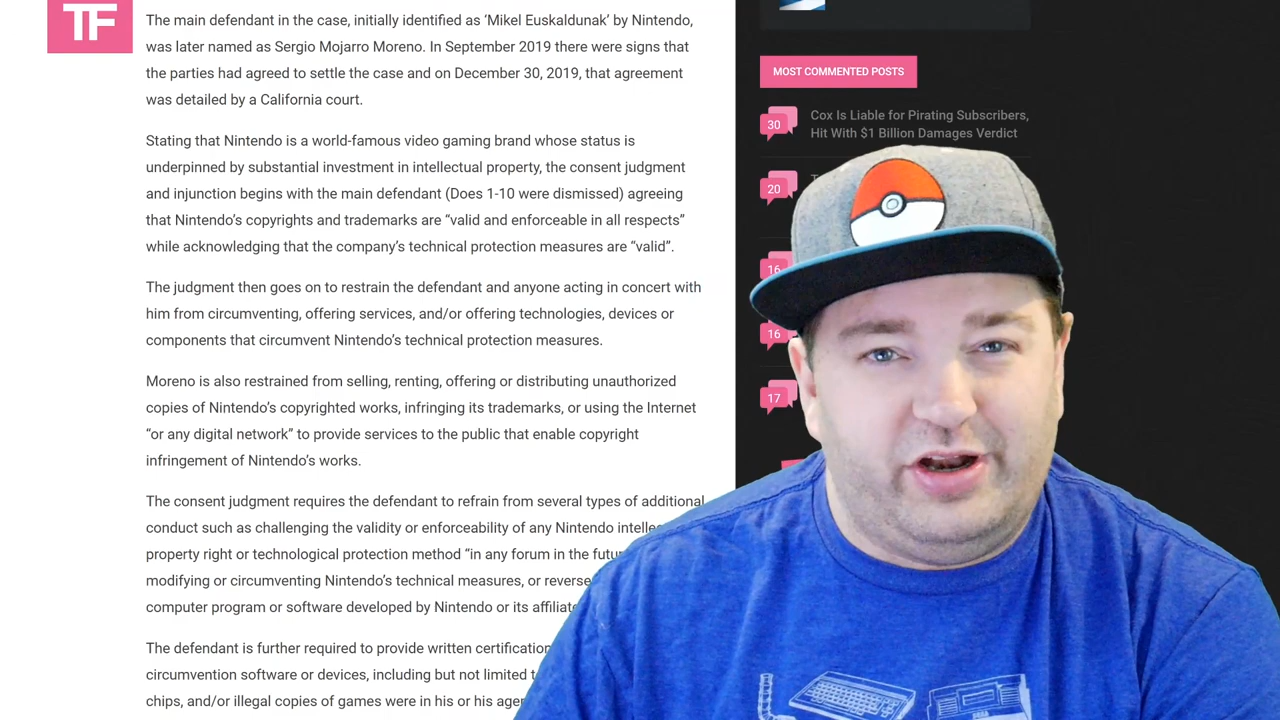 TF
The main defendant in the case, initially identified as ‘Mikel Euskaldunak’ by Nintendo,
was later named as Sergio Mojarro Moreno. In September 2019 there were signs that
the parties had agreed to settle the case and on December 30, 2019, that agreement
was detailed by a California court.
Stating that Nintendo is a world-famous video gaming brand whose status is
underpinned by substantial investment in intellectual property, the consent judgment
and injunction begins with the main defendant (Does 1-10 were dismissed) agreeing
that Nintendo’s copyrights and trademarks are “valid and enforceable in all respects”
while acknowledging that the company’s technical protection measures are “valid”.
The judgment then goes on to restrain the defendant and anyone acting in concert with
him from circumventing, offering services, and/or offering technologies, devices or
components that circumvent Nintendo’s technical protection measures.
Moreno is also restrained from selling, renting, offering or distributing unauthorized
copies of Nintendo’s copyrighted works, infringing its trademarks, or using the Internet
“or any digital network” to provide services to the public that enable copyright
infringement of Nintendo’s works.
The consent judgment requires the defendant to refrain from several types of additional
conduct such as challenging the validity or enforceability of any Nintendo
property right or technological protection method “in any forum in the
modifying or circumventing Nintendo’s technical measures, or
computer program or software developed by Nintendo or its
The defendant is further required to provide written
circumvention software or devices, including but not limited
chips, and/or illegal copies of games were in his or his
MOST COMMENTED POSTS
30
Cox Is Liable for Pirating Subscribers,
Hit With $1 Billion Damages Verdict
20
16
16
17